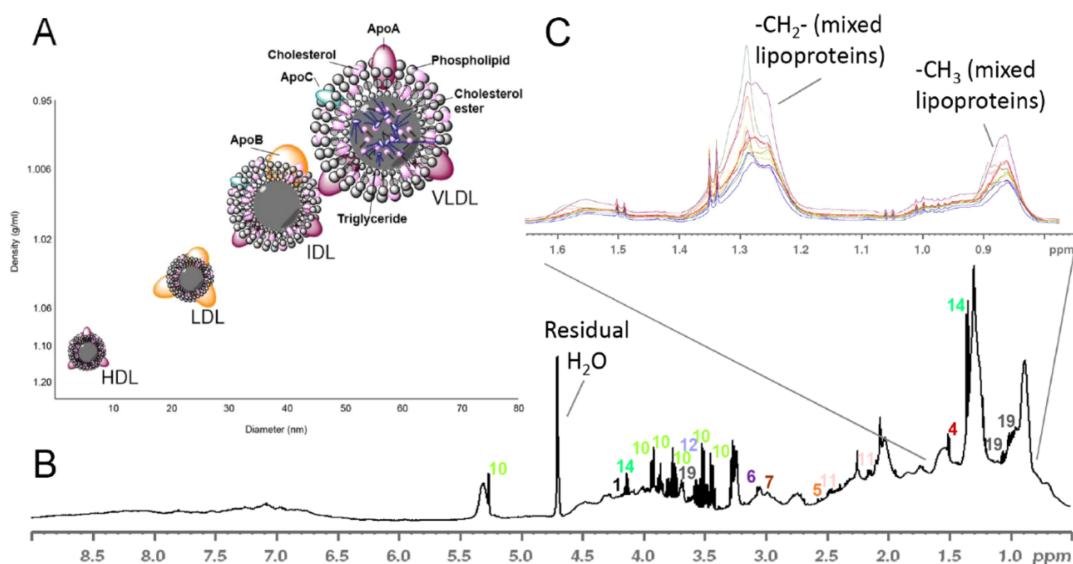 A
ApoA
Cholesterol
Phospholipid
ApoC
Cholesterol
ester
ApoB
VLDL
Triglyceride
IDL
LDL
HDL
Density (g/ml)
0.95
1.006
1.02
1.06
1.10
1.20
10 20 30 40 50 60 70 80
Diameter (nm)
C
-CH2- (mixed
lipoproteins)
-CH3 (mixed
lipoproteins)
1.6 1.5 1.4 1.3 1.2 1.1 1.0 0.9 ppm
B
Residual
H2O
10
14
1
10
10
19
10
12
10
10
6
7
5
11
11
4
14
19
19
8.5 8.0 7.5 7.0 6.5 6.0 5.5 5.0 4.5 4.0 3.5 3.0 2.5 2.0 1.5 1.0 ppm